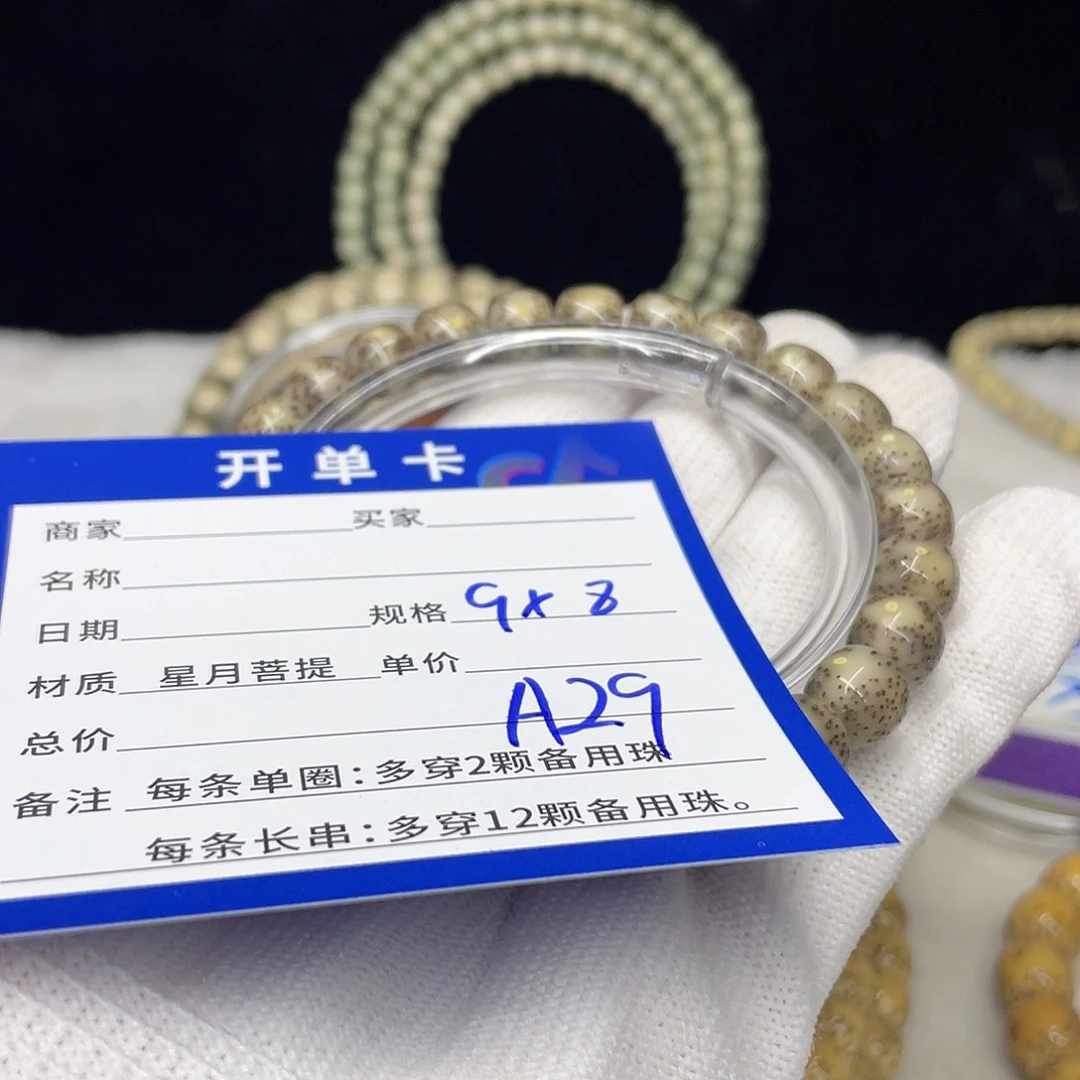 开单卡
商家 买家
名称
日期 规格 9x8
材质 星月菩提 单价
总价 A29
备注 每条单圈：多穿2颗备用珠
每条长串：多穿12颗备用珠。